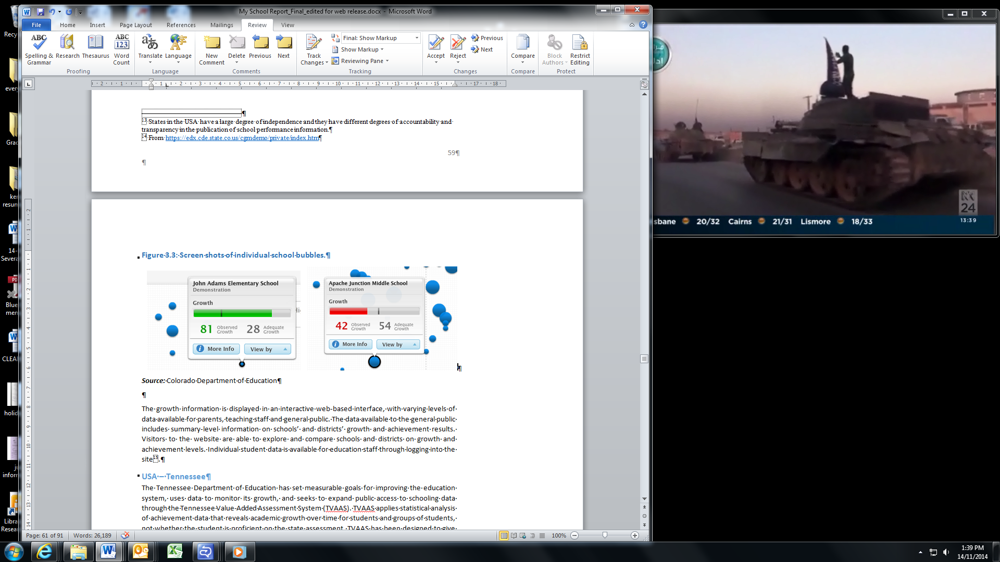 My School Report_Final_edited for web release.docx - Microsoft Word
File Home Insert Page Layout References Mailings Review View
Spelling & Grammar
Research
Thesaurus
Word Count
Proofing
Translate
Language
Language
New Comment
Delete
Previous
Next
Comments
Track Changes
Final: Show Markup
Show Markup
Reviewing Pane
Tracking
Accept
Reject
Previous
Next
Changes
Compare
Compare
Block Authors
Restrict Editing
Protect
13 States in the USA have a large degree of independence and they have different degrees of accountability and
transparency in the publication of school performance information.¶
14 From https://edx.cde.state.co.us/cgmdemo/private/index.htm¶
59¶
¶
Figure 3.3: Screen shots of individual school bubbles.¶
John Adams Elementary School
Demonstration
Growth
81 Observed Growth 28 Adequate Growth
More Info View by
Apache Junction Middle School
Demonstration
Growth
42 Observed Growth 54 Adequate Growth
More Info View by
¶
Source: Colorado Department of Education¶
¶
The growth information is displayed in an interactive web-based interface, with varying levels of
data available for parents, teaching staff and general public. The data available to the general public
includes summary-level information on schools’ and districts’ growth and achievement results.
Visitors to the website are able to explore and compare schools and districts on growth and
achievement levels. Individual student data is available for education staff through logging into the
site15.¶
USA – Tennessee¶
The Tennessee Department of Education has set measurable goals for improving the education
system, uses data to monitor its growth, and seeks to expand public access to schooling data
through the Tennessee Value-Added Assessment System (TVAAS). TVAAS applies statistical analysis
of achievement data that reveals academic growth over time for students and groups of students,
not whether the student is proficient on the state assessment. TVAAS has been designed to give
Page: 61 of 91 Words: 26,189
100%
24
sbane 20/32 Cairns 21/31 Lismore 18/33
13:39
1:39 PM
14/11/2014